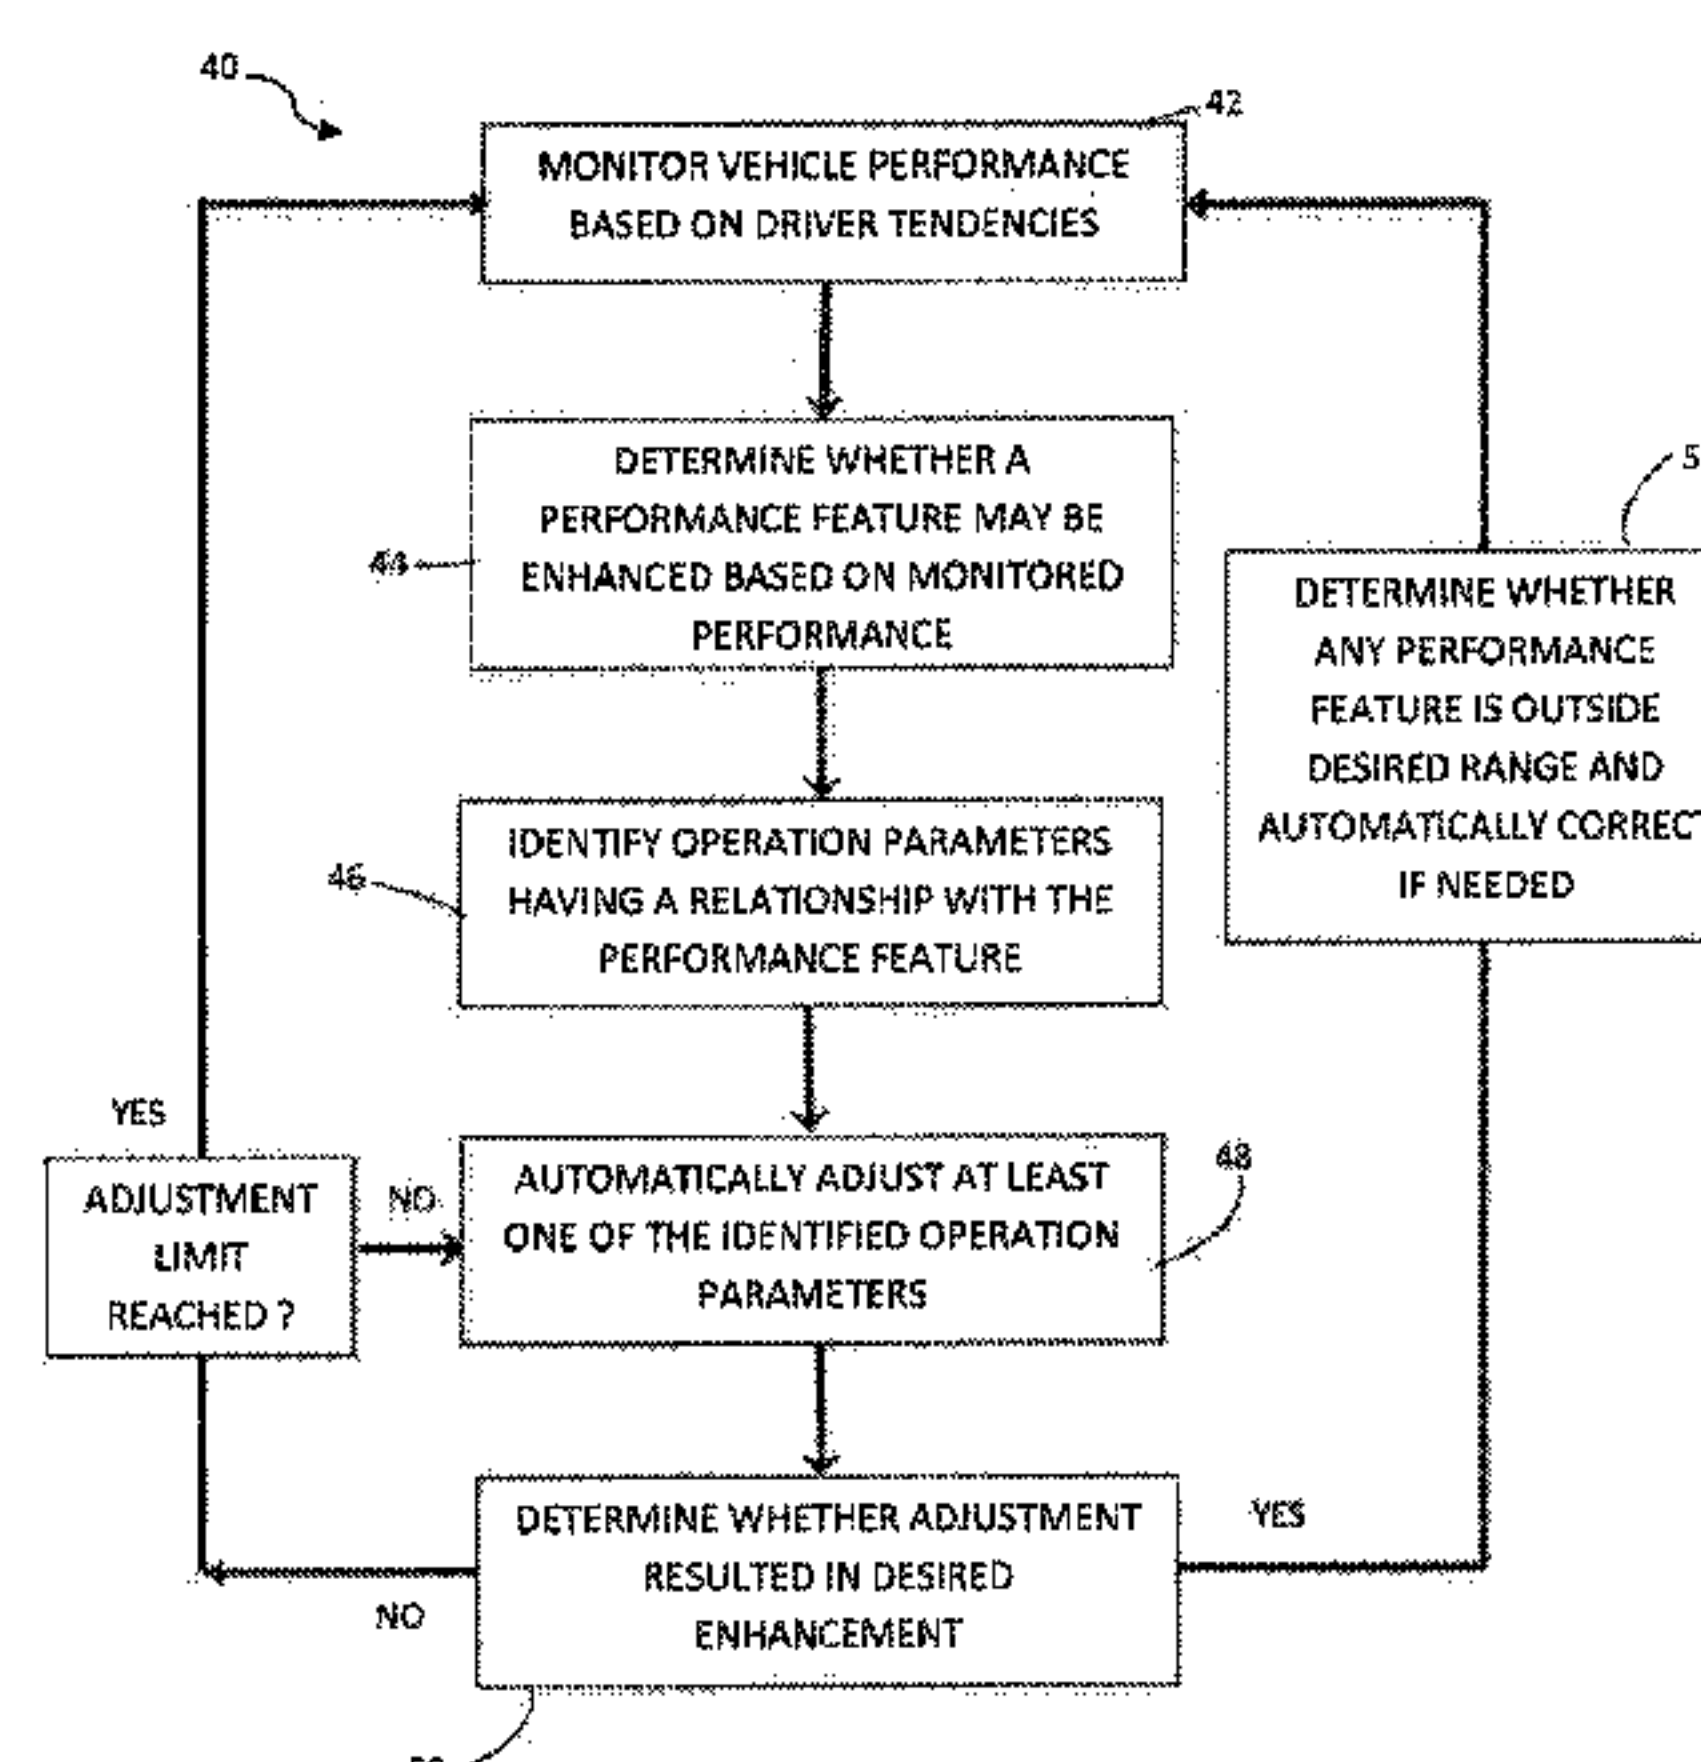 40
42
MONITOR VEHICLE PERFORMANCE
BASED ON DRIVER TENDENCIES
44
DETERMINE WHETHER A
PERFORMANCE FEATURE MAY BE
ENHANCED BASED ON MONITORED
PERFORMANCE
5
DETERMINE WHETHER
ANY PERFORMANCE
FEATURE IS OUTSIDE
DESIRED RANGE AND
AUTOMATICALLY CORRECT
IF NEEDED
46
IDENTIFY OPERATION PARAMETERS
HAVING A RELATIONSHIP WITH THE
PERFORMANCE FEATURE
YES
ADJUSTMENT
LIMIT
REACHED ?
NO
48
AUTOMATICALLY ADJUST AT LEAST
ONE OF THE IDENTIFIED OPERATION
PARAMETERS
DETERMINE WHETHER ADJUSTMENT
RESULTED IN DESIRED
ENHANCEMENT
YES
NO